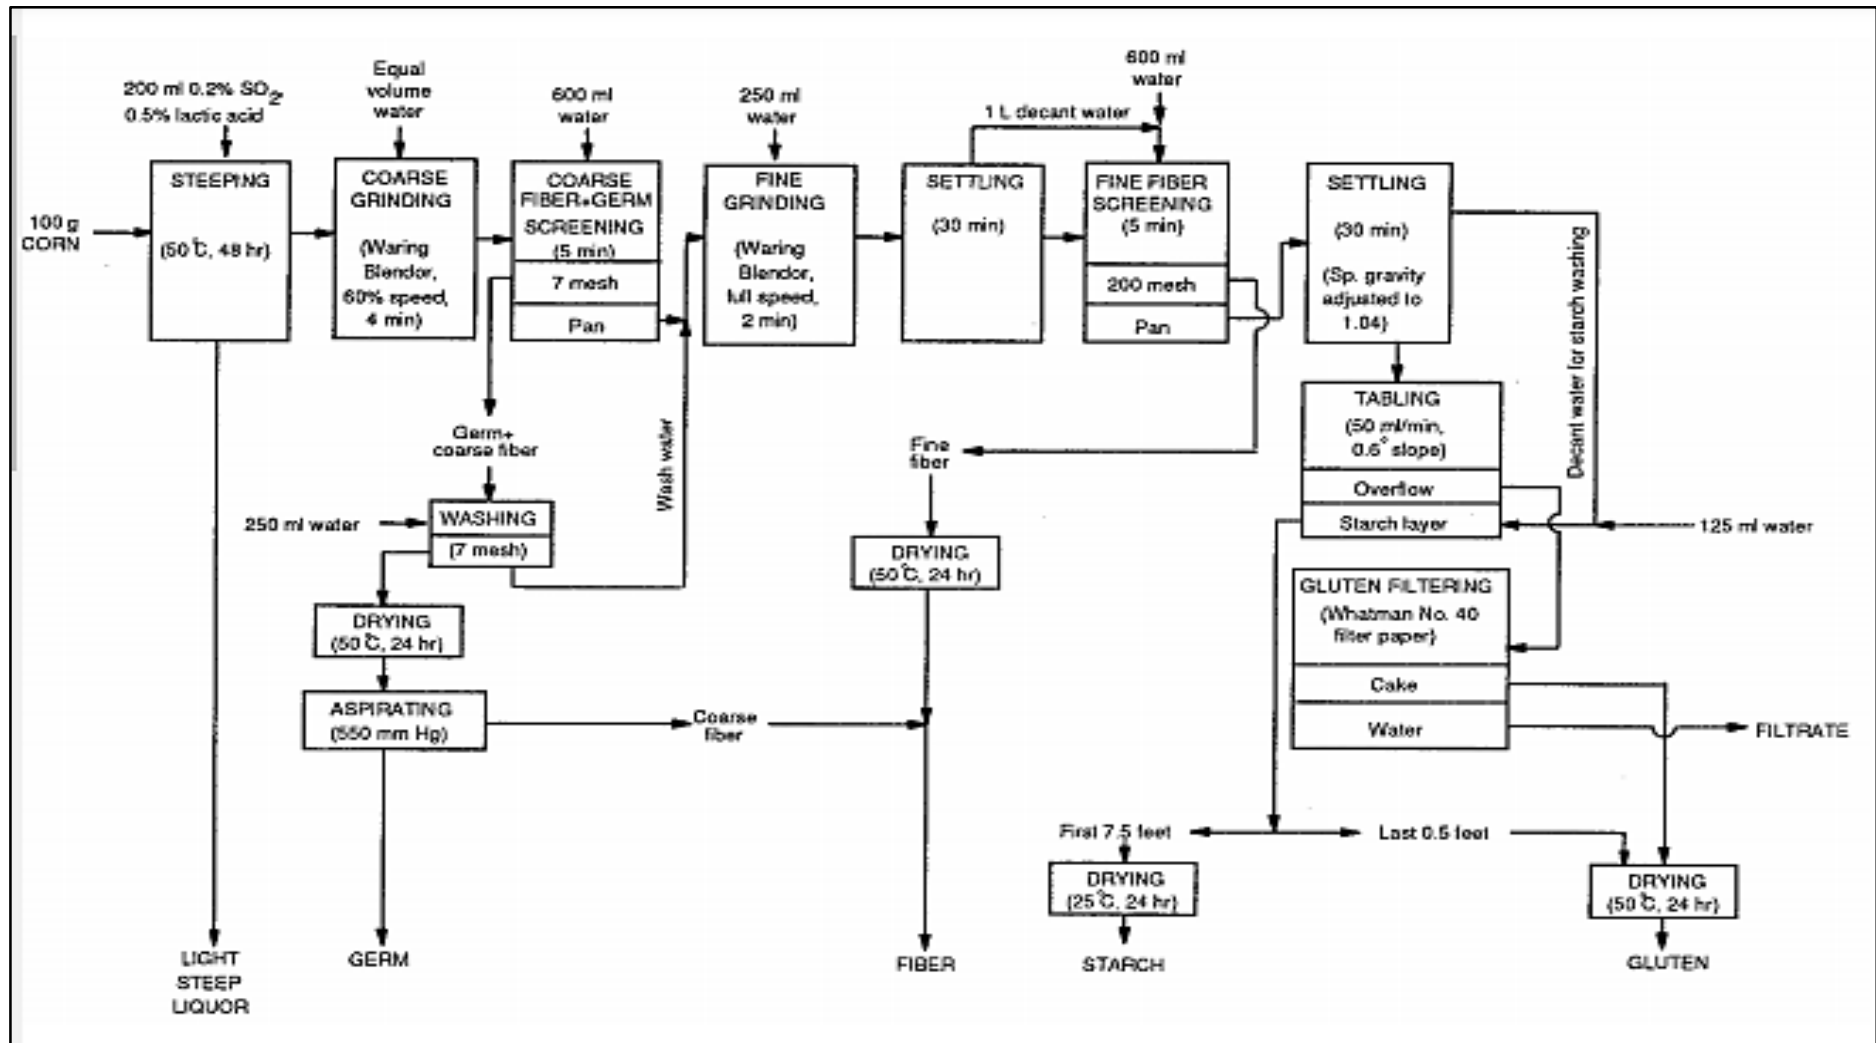 200 ml 0.2% SO2,
0.5% lactic acid
Equal
volume
water
600 ml
water
250 ml
water
600 ml
water
1 L decant water
100 g
CORN
STEEPING
(50°C, 48 hr)
COARSE
GRINDING
(Waring
Blendor,
60% speed,
4 min)
COARSE
FIBER+GERM
SCREENING
(5 min)
7 mesh
Pan
FINE
GRINDING
(Waring
Blendor,
full speed,
2 min)
SETTLING
(30 min)
FINE FIBER
SCREENING
(5 min)
200 mesh
Pan
SETTLING
(30 min)
(Sp. gravity
adjusted to
1.04)
Decant water for starch washing
TABLING
(50 ml/min,
0.6° slope)
Overflow
Starch layer
125 ml water
Germ+
coarse fiber
Wash water
250 ml water
WASHING
(7 mesh)
Fine
fiber
DRYING
(50°C, 24 hr)
DRYING
(50°C, 24 hr)
ASPIRATING
(550 mm Hg)
Coarse
fiber
GLUTEN FILTERING
(Whatman No. 40
filter paper)
Cake
Water
FILTRATE
First 7.5 feet
Last 0.5 feet
DRYING
(25°C, 24 hr)
DRYING
(50°C, 24 hr)
LIGHT
STEEP
LIQUOR
GERM
FIBER
STARCH
GLUTEN